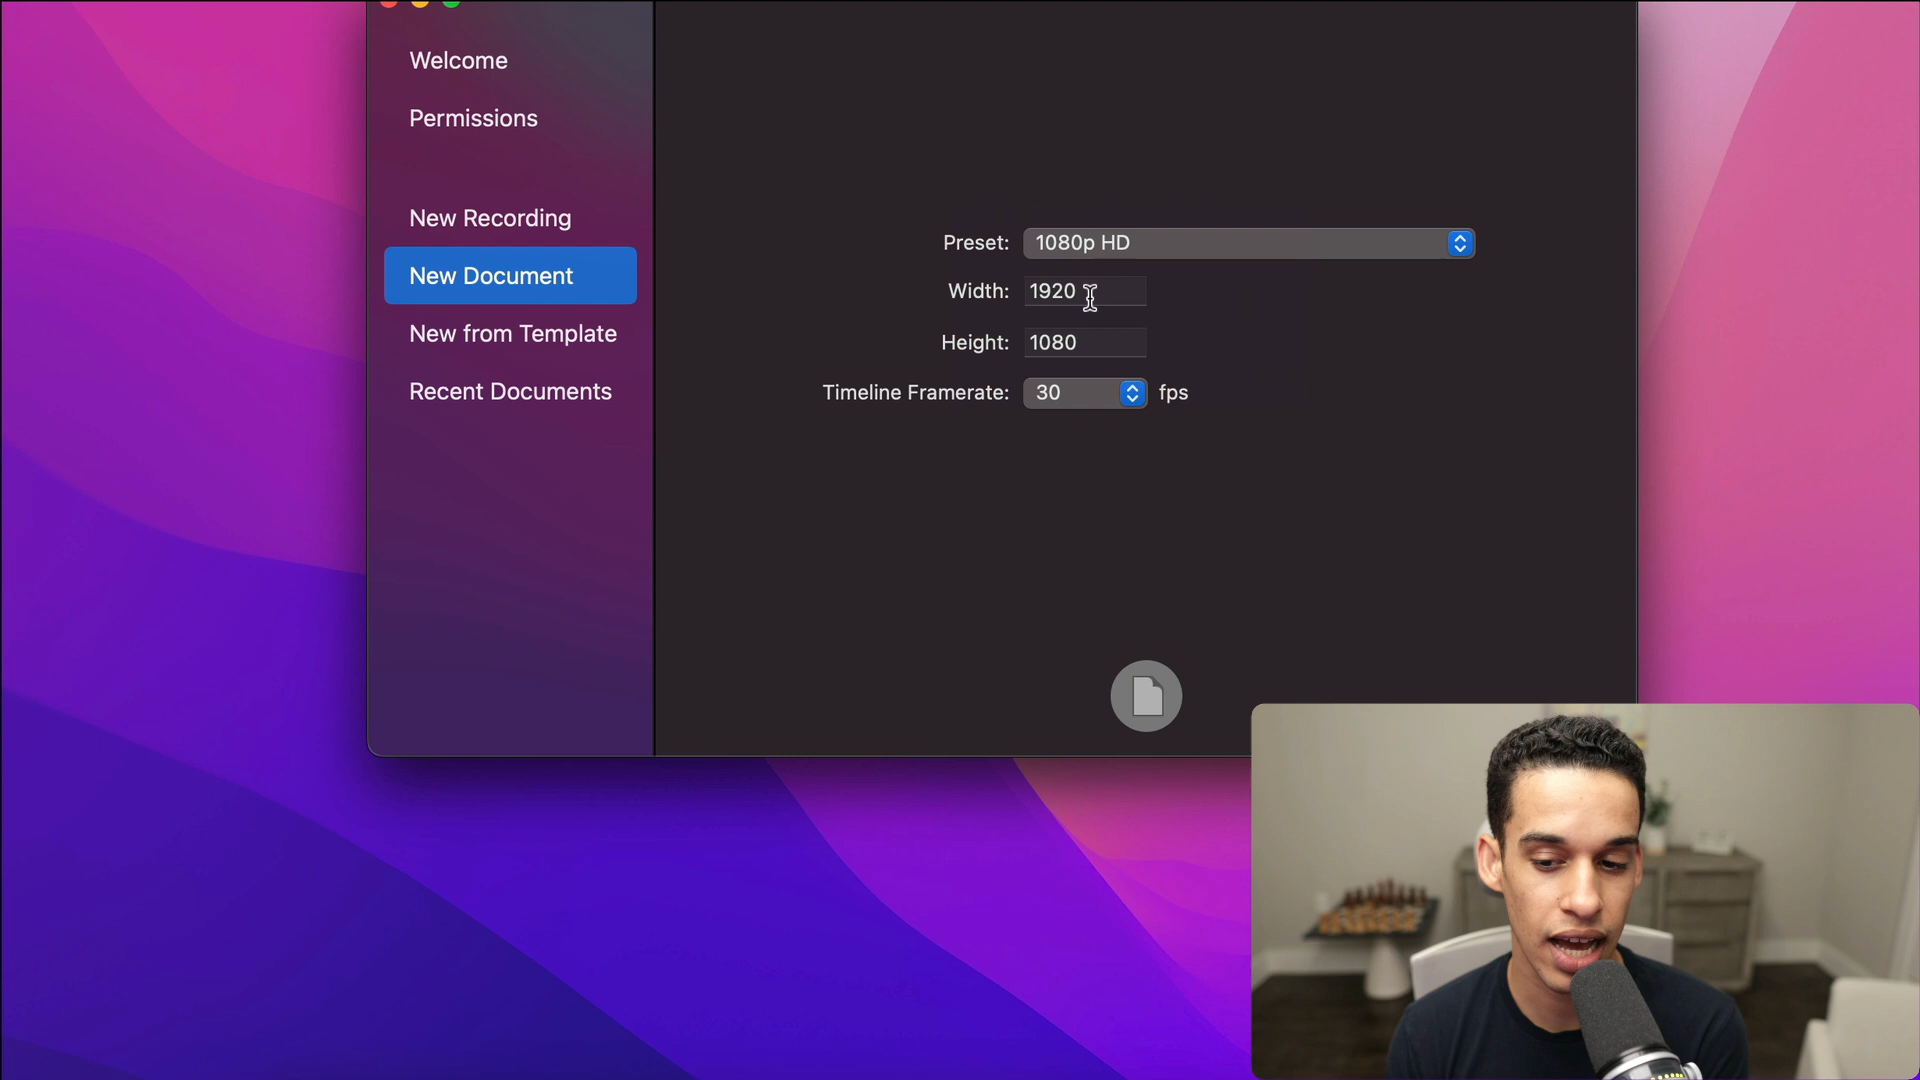 Welcome
Permissions
New Recording
New Document
New from Template
Recent Documents
Preset: 1080p HD
Width: 1920
Height: 1080
Timeline Framerate: 30 fps